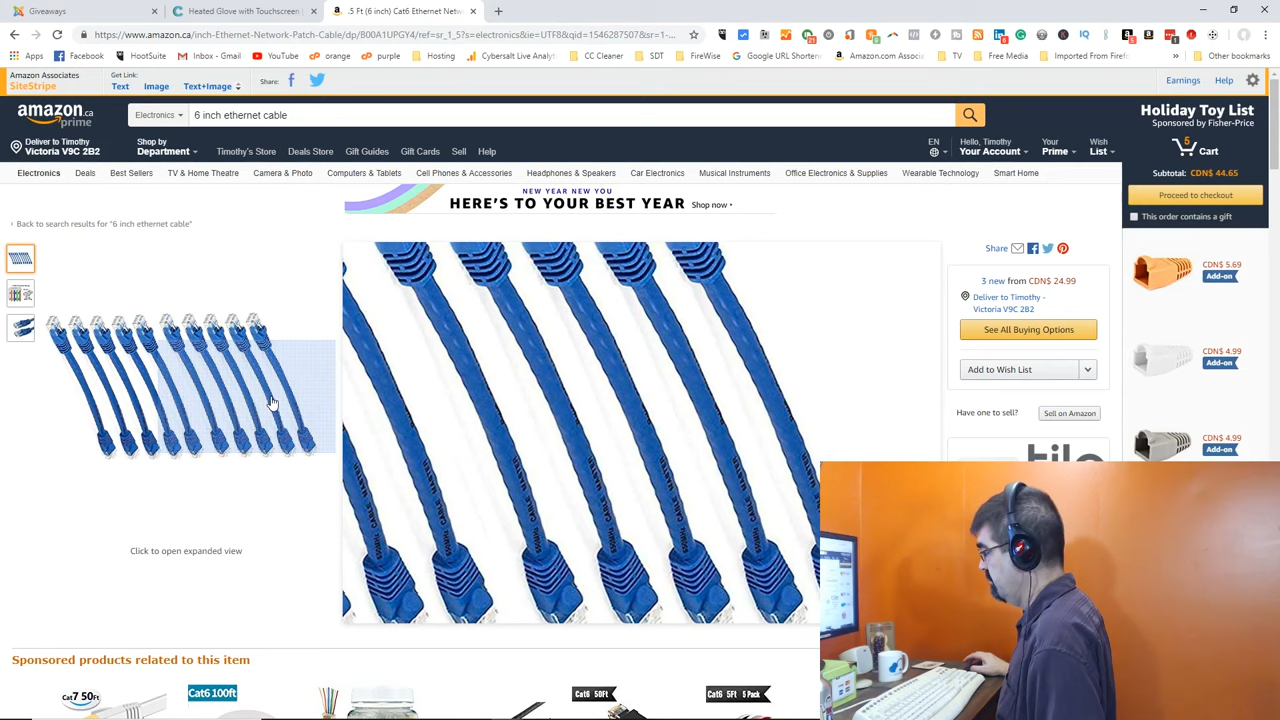 Giveaways
Heated Glove with Touchscreen
.5 Ft (6 inch) Cat6 Ethernet Netw
https://www.amazon.ca/inch-Ethernet-Network-Patch-Cable/dp/B00A1UPGY4/ref=sr_1_5?s=electronics&ie=UTF8&qid=1546287507&sr=1-...
Apps
Facebook
HootSuite
Inbox - Gmail
YouTube
orange
purple
Hosting
Cybersalt Live Analy
CC Cleaner
SDT
FireWise
Google URL Shorten
Amazon.com Associa
TV
Free Music
Imported From Firef
Other bookmarks
Amazon Associates
SiteStripe
Get Link:
Text
Image
Text+Image
Share:
Earnings
Help
amazon.ca
prime
Electronics
6 inch ethernet cable
Holiday Toy List
Sponsored by Fisher-Price
Deliver to Timothy
Victoria V9C 2B2
Shop by
Department
Timothy's Store
Deals Store
Gift Guides
Gift Cards
Sell
Help
EN
Hello, Timothy
Your Account
Your
Prime
Wish
List
5
Cart
Electronics
Deals
Best Sellers
TV & Home Theatre
Camera & Photo
Computers & Tablets
Cell Phones & Accessories
Headphones & Speakers
Car Electronics
Musical Instruments
Office Electronics & Supplies
Wearable Technology
Smart Home
Subtotal: CDN$ 44.65
Proceed to checkout
This order contains a gift
NEW YEAR NEW YOU
HERE'S TO YOUR BEST YEAR
Shop now ›
‹ Back to search results for "6 inch ethernet cable"
Share
3 new from CDN$ 24.99
Deliver to Timothy -
Victoria V9C 2B2
See All Buying Options
Add to Wish List
Have one to sell?
Sell on Amazon
CDN$ 5.69
Add-on
CDN$ 4.99
Add-on
CDN$ 4.99
Add-on
tile
CABLE MATTERS
Click to open expanded view
Sponsored products related to this item
Cat7 50Ft
Cat6 100ft
Cat6 50Ft
Cat6 5Ft 5 Pack